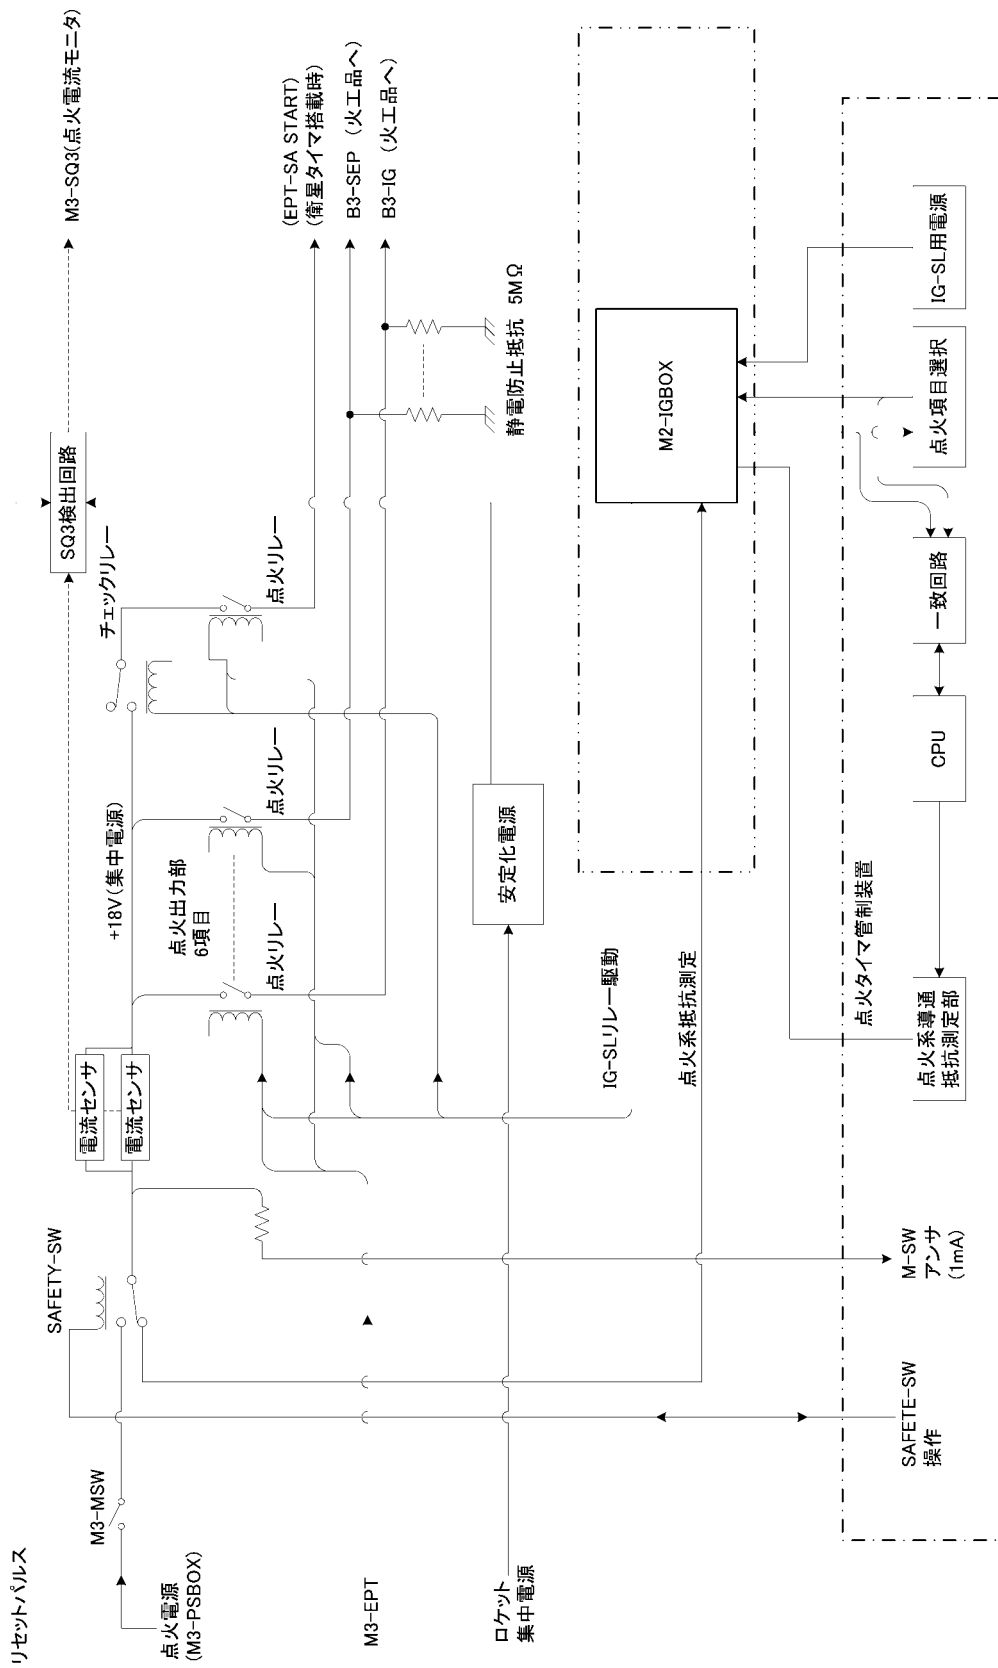 リセットパルス
点火電源
(M3-PSBOX)
M3-MSW
SAFETY-SW
電流センサ
電流センサ
+18V(集中電源)
チェックリレー
SQ3検出回路
M3-SQ3(点火電流モニタ)
点火出力部
6項目
点火リレー
点火リレー
点火リレー
(EPT-SA START)
(衛星タイマ搭載時)
B3-SEP (火工品へ)
B3-IG (火工品へ)
静電防止抵抗 5MΩ
M3-EPT
ロケット
集中電源
安定化電源
IG-SLリレー駆動
点火系抵抗測定
M2-IGBOX
点火タイマ管制装置
SAFETE-SW
操作
M-SW
アンサ
(1mA)
点火系導通
抵抗測定部
CPU
一致回路
点火項目選択
IG-SL用電源